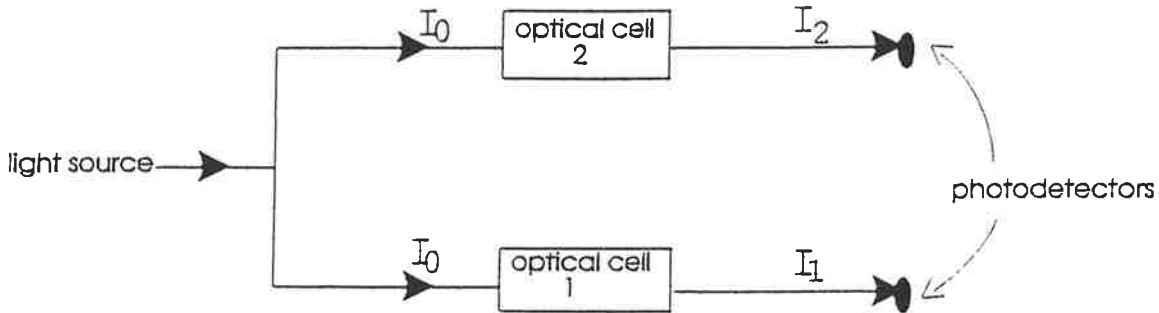 I₀
optical cell
2
I₂
light source
photodetectors
I₀
optical cell
1
I₁